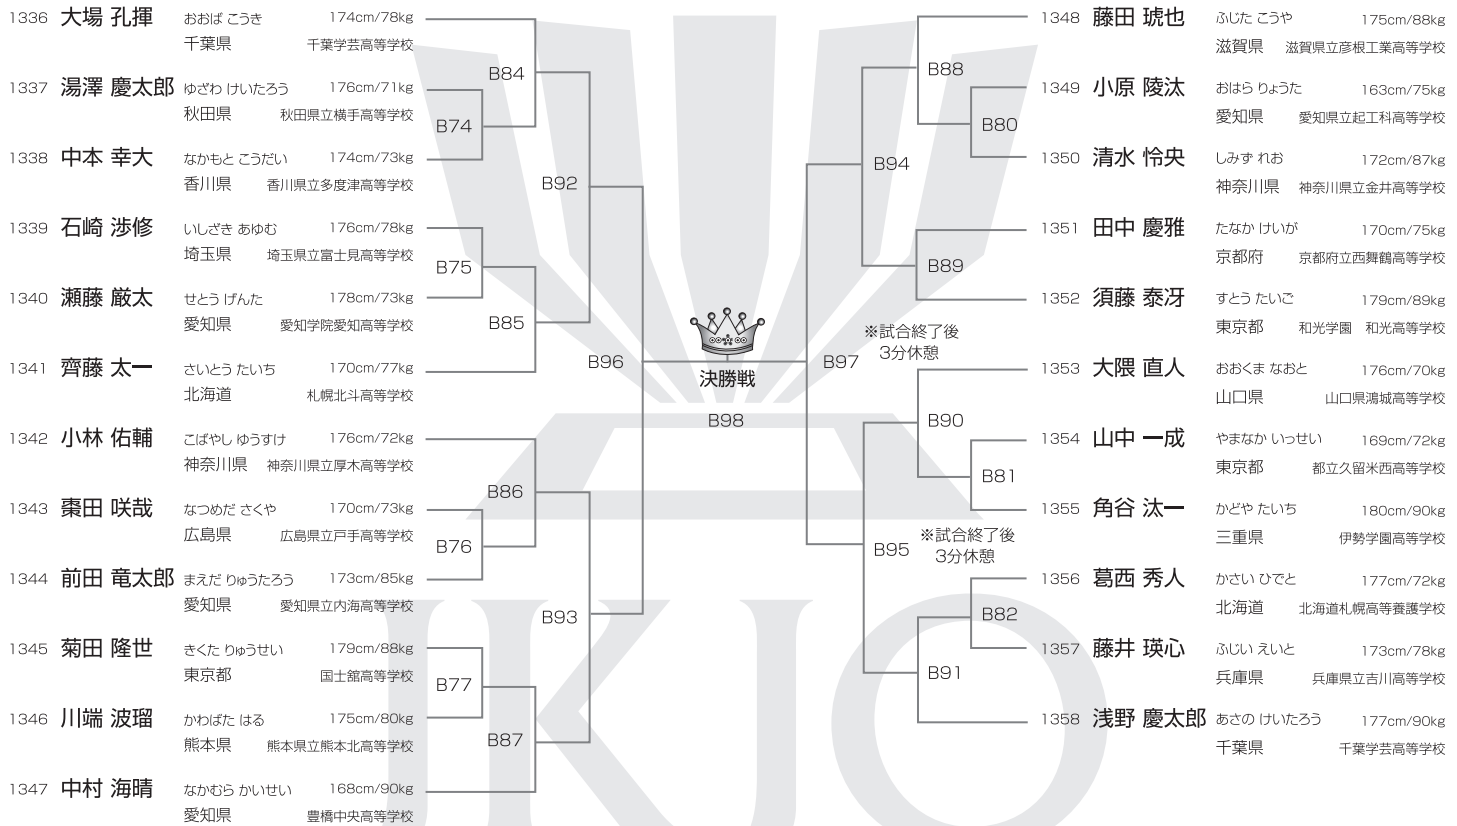 1336 大場 孔揮 おおば こうき 174cm/78kg
千葉県 千葉学芸高等学校
B84
1337 湯澤 慶太郎 ゆざわ けいたろう 176cm/71kg
秋田県 秋田県立横手高等学校
B74
1338 中本 幸大 なかもと こうだい 174cm/73kg
香川県 香川県立多度津高等学校
B92
1339 石崎 渉修 いしざき あゆむ 176cm/78kg
埼玉県 埼玉県立富士見高等学校
B75
1340 瀬藤 厳太 せとう げんた 178cm/73kg
愛知県 愛知学院愛知高等学校
B85
1341 齊藤 太一 さいとう たいち 170cm/77kg
北海道 札幌北斗高等学校
B96
1342 小林 佑輔 こばやし ゆうすけ 176cm/72kg
神奈川県 神奈川県立厚木高等学校
B86
1343 棗田 咲哉 なつめだ さくや 170cm/73kg
広島県 広島県立戸手高等学校
B76
1344 前田 竜太郎 まえだ りゅうたろう 173cm/85kg
愛知県 愛知県立内海高等学校
B93
1345 菊田 隆世 きくた りゅうせい 179cm/88kg
東京都 国士舘高等学校
B77
1346 川端 波瑠 かわばた はる 175cm/80kg
熊本県 熊本県立熊本北高等学校
B87
1347 中村 海晴 なかむら かいせい 168cm/90kg
愛知県 豊橋中央高等学校
決勝戦
B98
1348 藤田 琥也 ふじた こうや 175cm/88kg
滋賀県 滋賀県立彦根工業高等学校
B88
1349 小原 陵汰 おはら りょうた 163cm/75kg
愛知県 愛知県立起工科高等学校
B80
1350 清水 怜央 しみず れお 172cm/87kg
神奈川県 神奈川県立金井高等学校
B94
1351 田中 慶雅 たなか けいが 170cm/75kg
京都府 京都府立西舞鶴高等学校
B89
1352 須藤 泰冴 すとう たいご 179cm/89kg
東京都 和光学園 和光高等学校
※試合終了後
3分休憩
B97
1353 大隈 直人 おおくま なおと 176cm/70kg
山口県 山口県鴻城高等学校
B90
1354 山中 一成 やまなか いっせい 169cm/72kg
東京都 都立久留米西高等学校
B81
1355 角谷 汰一 かどや たいち 180cm/90kg
三重県 伊勢学園高等学校
※試合終了後
3分休憩
B95
1356 葛西 秀人 かさい ひでと 177cm/72kg
北海道 北海道札幌高等養護学校
B82
1357 藤井 瑛心 ふじい えいと 173cm/78kg
兵庫県 兵庫県立吉川高等学校
B91
1358 浅野 慶太郎 あさの けいたろう 177cm/90kg
千葉県 千葉学芸高等学校
JKJO